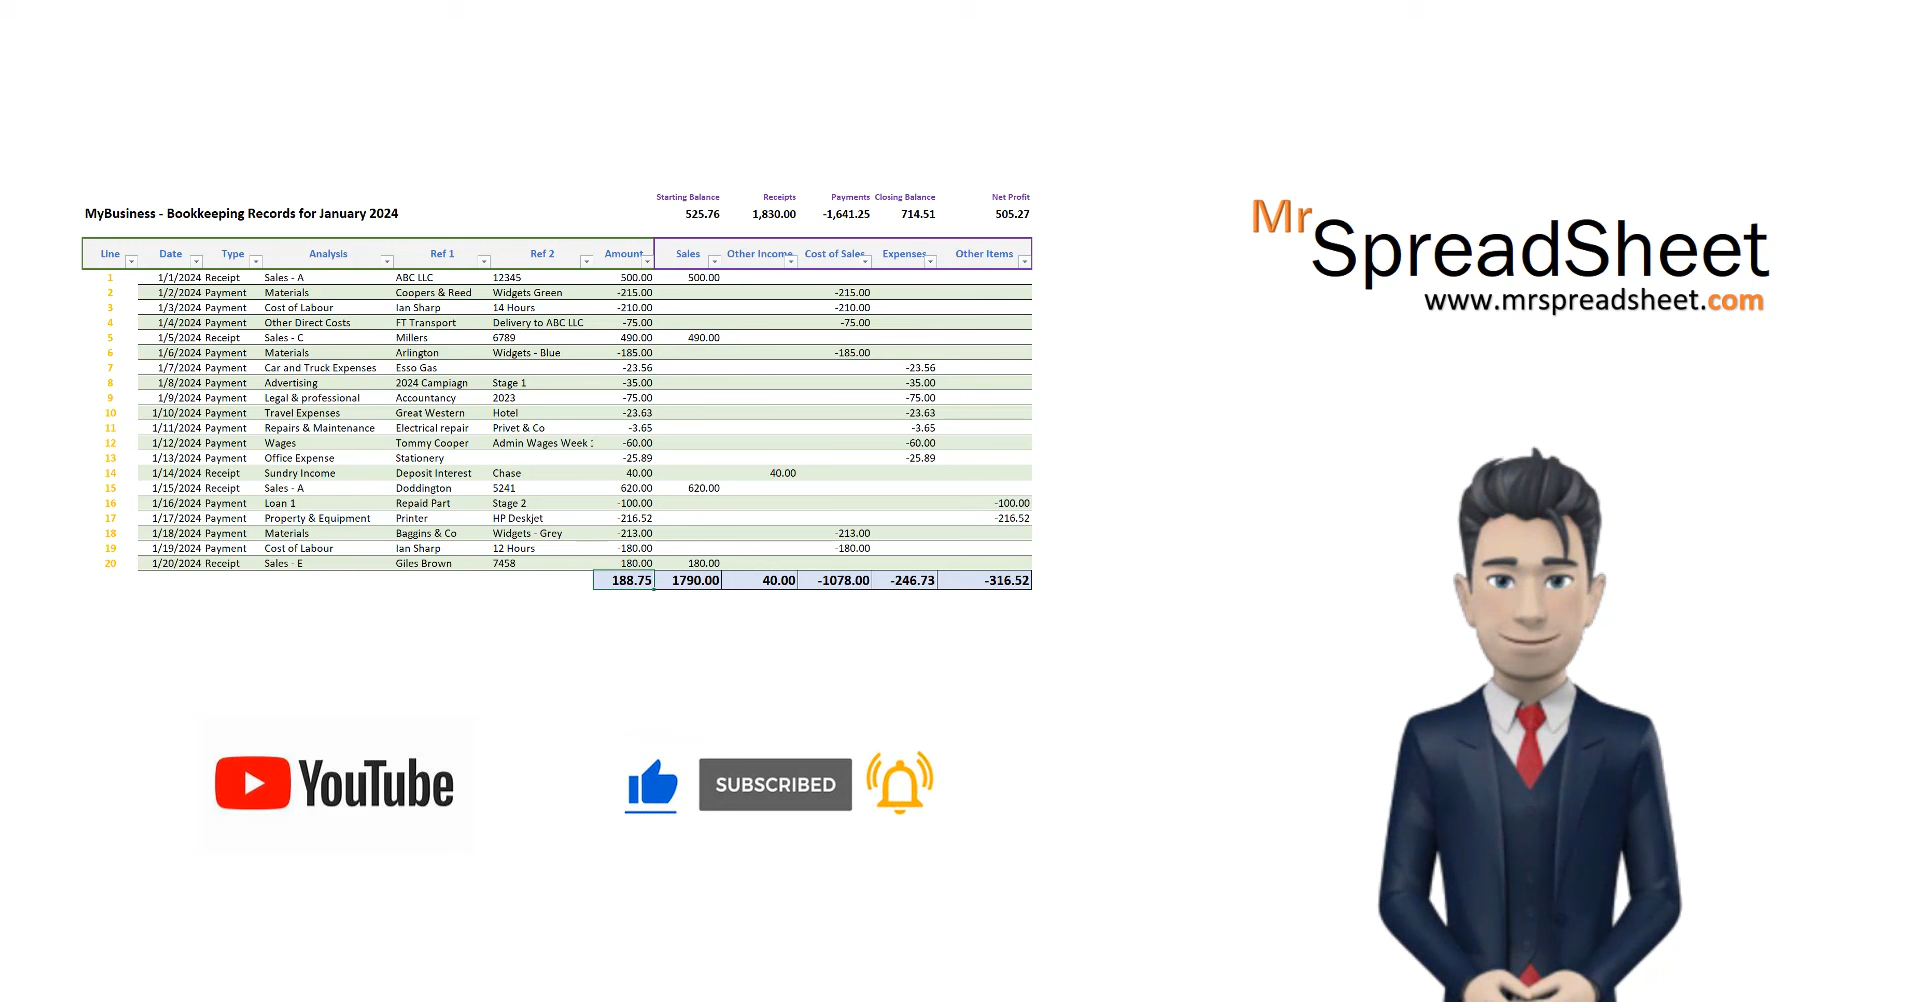 Starting Balance Receipts Payments Closing Balance Net Profit
MyBusiness - Bookkeeping Records for January 2024 525.76 1,830.00 -1,641.25 714.51 505.27
Line Date Type Analysis Ref 1 Ref 2 Amount Sales Other Income Cost of Sales Expenses Other Items
1 1/1/2024 Receipt Sales - A ABC LLC 12345 500.00 500.00
2 1/2/2024 Payment Materials Coopers & Reed Widgets Green -215.00 -215.00
3 1/3/2024 Payment Cost of Labour Ian Sharp 14 Hours -210.00 -210.00
4 1/4/2024 Payment Other Direct Costs FT Transport Delivery to ABC LLC -75.00 -75.00
5 1/5/2024 Receipt Sales - C Millers 6789 490.00 490.00
6 1/6/2024 Payment Materials Arlington Widgets - Blue -185.00 -185.00
7 1/7/2024 Payment Car and Truck Expenses Esso Gas -23.56 -23.56
8 1/8/2024 Payment Advertising 2024 Campiagn Stage 1 -35.00 -35.00
9 1/9/2024 Payment Legal & professional Accountancy 2023 -75.00 -75.00
10 1/10/2024 Payment Travel Expenses Great Western Hotel -23.63 -23.63
11 1/11/2024 Payment Repairs & Maintenance Electrical repair Privet & Co -3.65 -3.65
12 1/12/2024 Payment Wages Tommy Cooper Admin Wages Week -60.00 -60.00
13 1/13/2024 Payment Office Expense Stationery -25.89 -25.89
14 1/14/2024 Receipt Sundry Income Deposit Interest Chase 40.00 40.00
15 1/15/2024 Receipt Sales - A Doddington 5241 620.00 620.00
16 1/16/2024 Payment Loan 1 Repaid Part Stage 2 -100.00 -100.00
17 1/17/2024 Payment Property & Equipment Printer HP Deskjet -216.52 -216.52
18 1/18/2024 Payment Materials Baggins & Co Widgets - Grey -213.00 -213.00
19 1/19/2024 Payment Cost of Labour Ian Sharp 12 Hours -180.00 -180.00
20 1/20/2024 Receipt Sales - E Giles Brown 7458 180.00 180.00
188.75 1790.00 40.00 -1078.00 -246.73 -316.52
Mr
SpreadSheet
www.mrspreadsheet.com
YouTube
SUBSCRIBED